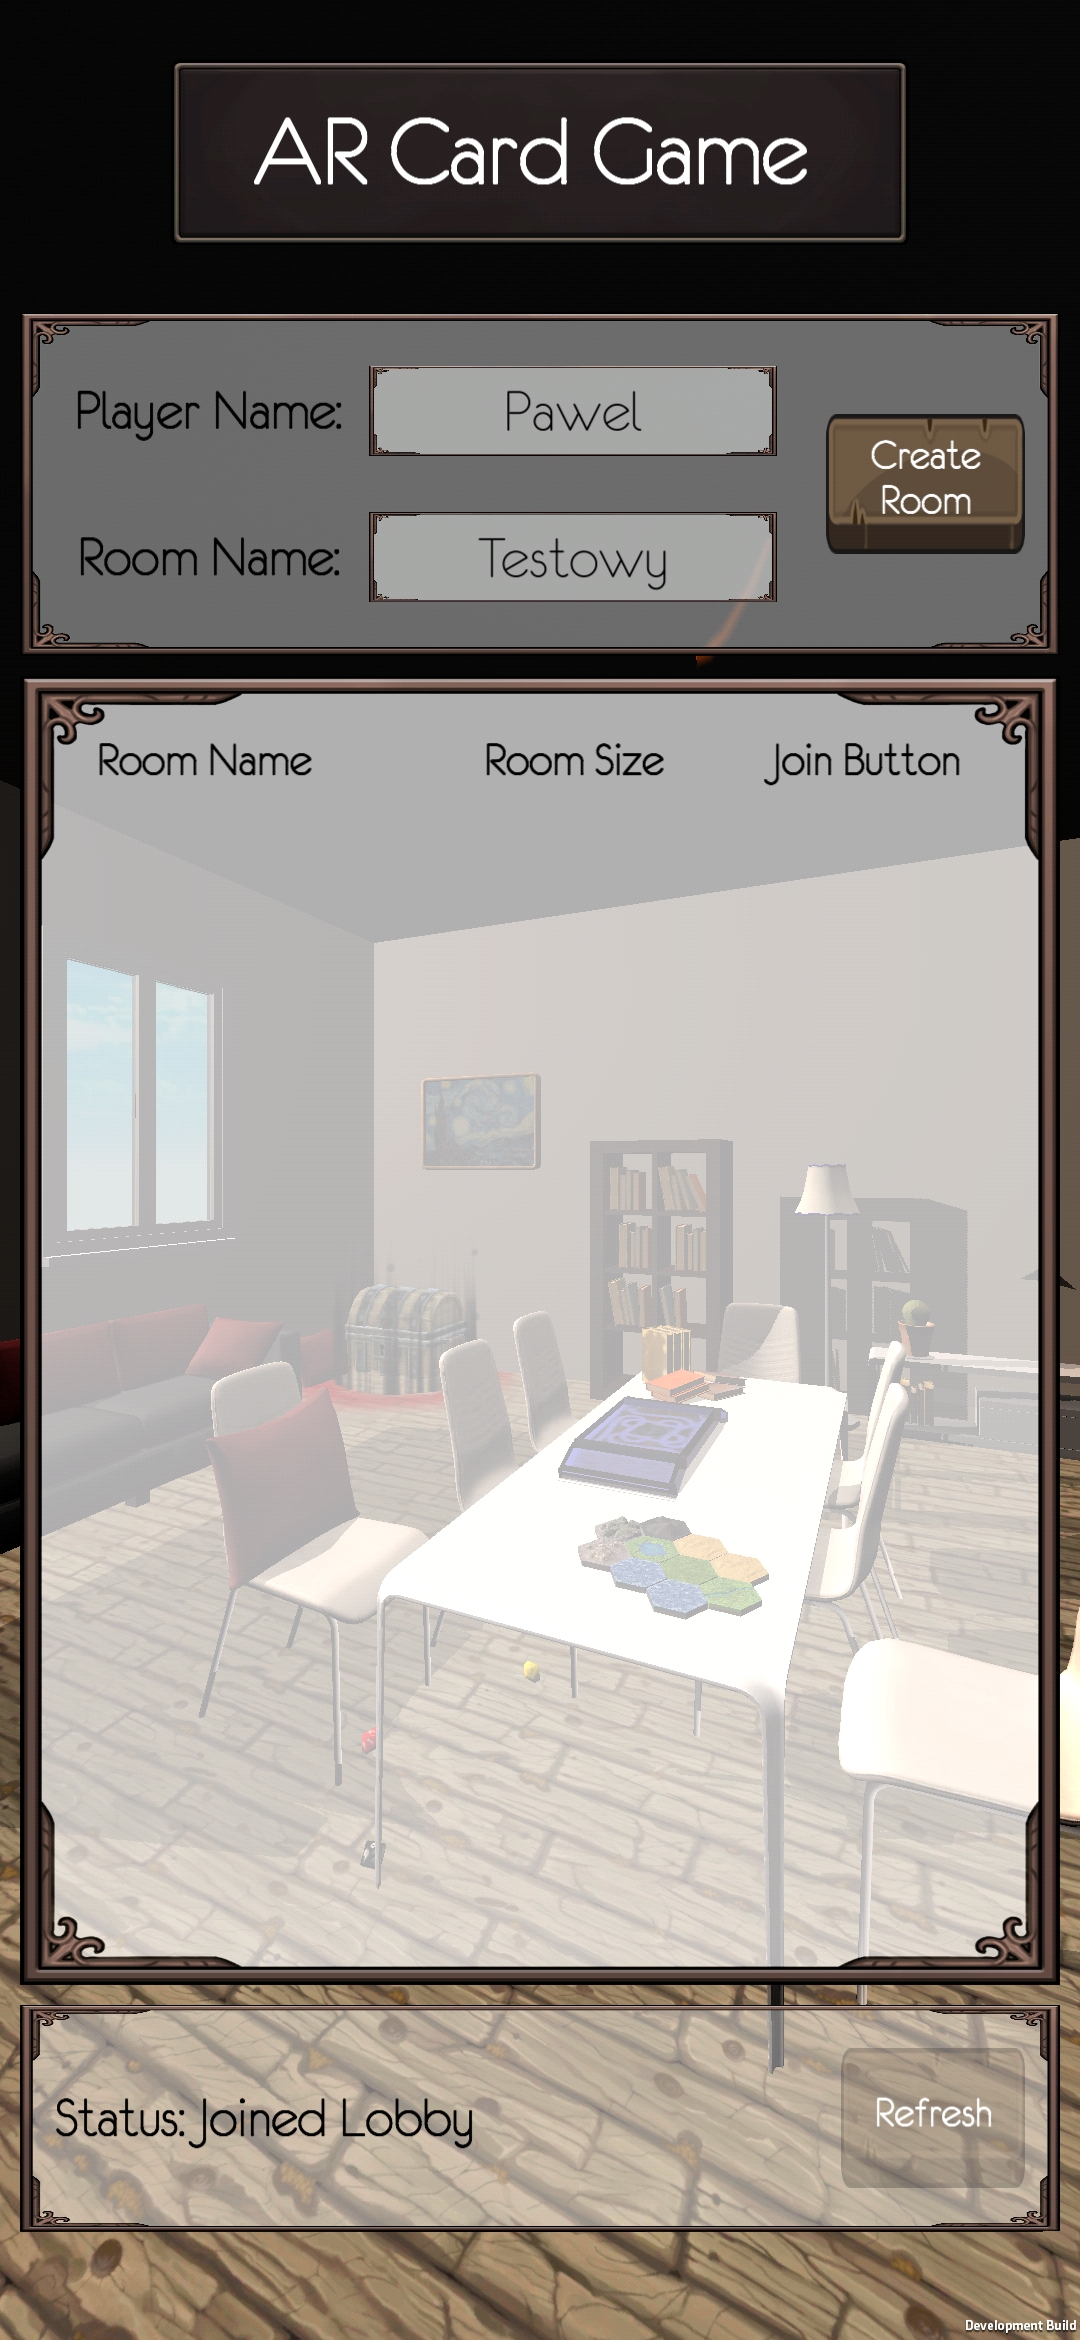 AR Card Game
Player Name:
Pawel
Create
Room
Room Name:
Testowy
Room Name
Room Size
Join Button
Status: Joined Lobby
Refresh
Development Build